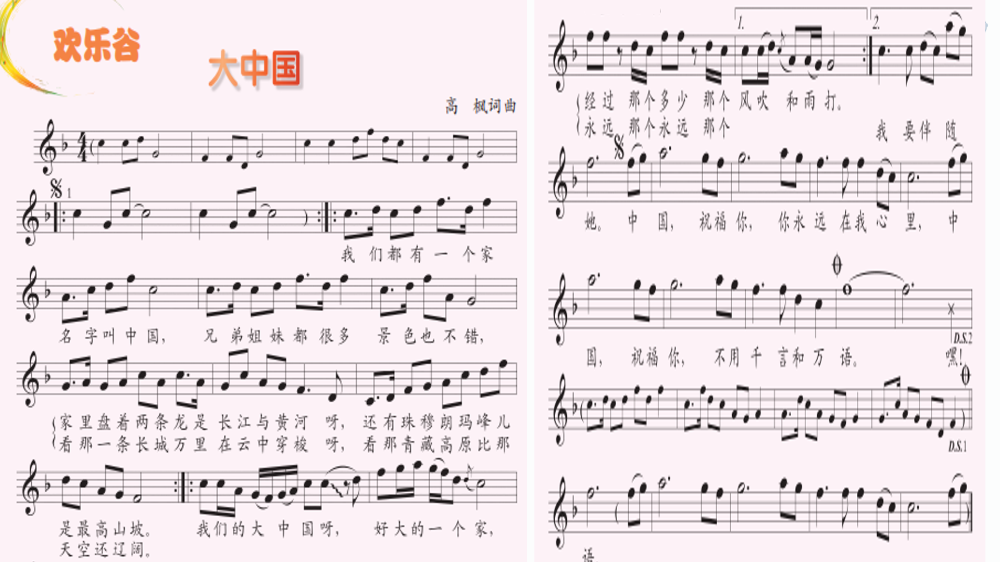 欢乐谷
大中国
高 枫词曲
1
我 们 都 有 一 个 家
名 字 叫 中 国， 兄 弟 姐 妹 都 很 多 景 色 也 不 错，
家 里 盘 着 两 条 龙 是 长 江 与 黄 河 呀， 还 有 珠 穆 朗 玛 峰 儿
看 那 一 条 长 城 万 里 在 云 中 穿 梭 呀， 看 那 青 藏 高 原 比 那
是 最 高 山 坡。 我 们 的 大 中 国 呀， 好 大 的 一 个 家，
天 空 还 辽 阔。
1. 2.
经 过 那 个 多 少 那 个 风 吹 和 雨 打。
永 远 那 个 永 远 那 个 我 要 伴 随
她。 中 国， 祝 福 你， 你 永 远 在 我 心 里， 中
D.S.2
国， 祝 福 你， 不 用 千 言 和 万 语。 嘿！
D.S.1
语。